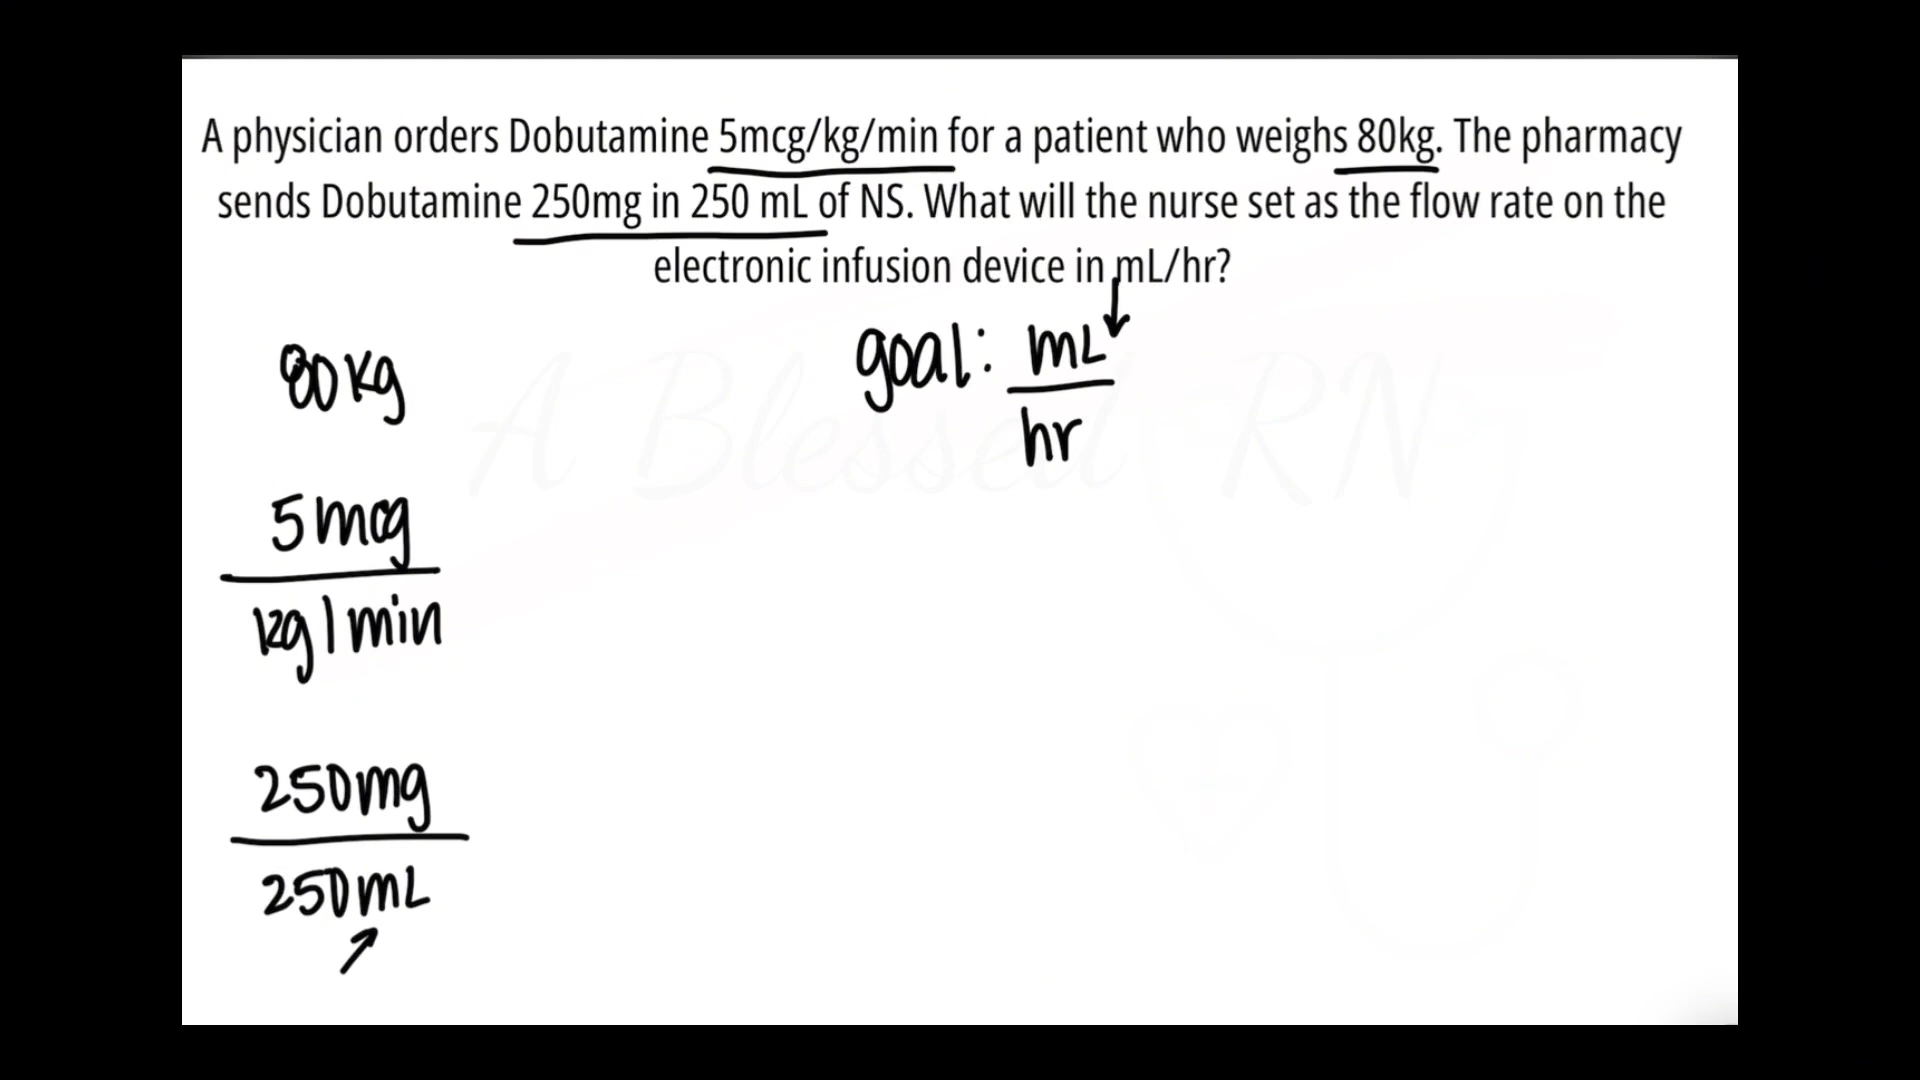 A physician orders Dobutamine 5mcg/kg/min for a patient who weighs 80kg. The pharmacy
sends Dobutamine 250mg in 250 mL of NS. What will the nurse set as the flow rate on the
electronic infusion device in mL/hr?
goal: mL
hr
80kg
5mcg
kg/min
250mg
250mL
A Blessed RN